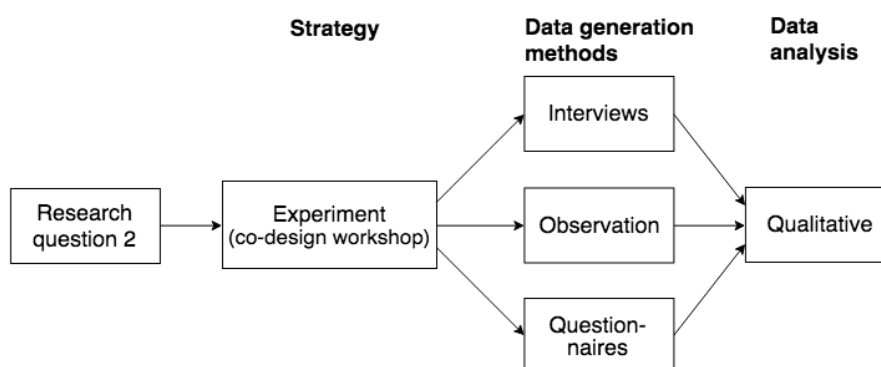 Strategy
Data generation
methods
Data
analysis
Interviews
Research
question 2
Experiment
(co-design workshop)
Observation
Qualitative
Question-
naires